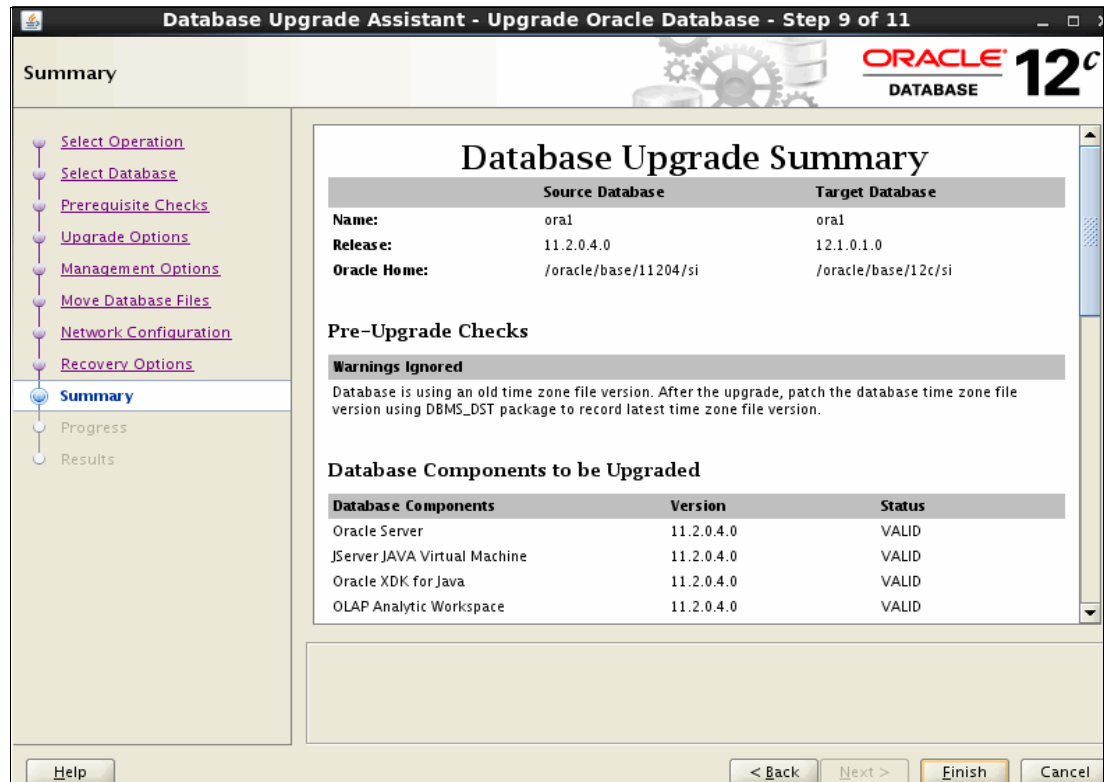 Database Upgrade Assistant - Upgrade Oracle Database - Step 9 of 11
Summary
ORACLE
DATABASE
12c
Select Operation
Select Database
Prerequisite Checks
Upgrade Options
Management Options
Move Database Files
Network Configuration
Recovery Options
Summary
Progress
Results
Database Upgrade Summary
Source Database Target Database
Name: ora1 ora1
Release: 11.2.0.4.0 12.1.0.1.0
Oracle Home: /oracle/base/11204/si /oracle/base/12c/si
Pre-Upgrade Checks
Warnings Ignored
Database is using an old time zone file version. After the upgrade, patch the database time zone file
version using DBMS_DST package to record latest time zone file version.
Database Components to be Upgraded
Database Components Version Status
Oracle Server 11.2.0.4.0 VALID
JServer JAVA Virtual Machine 11.2.0.4.0 VALID
Oracle XDK for Java 11.2.0.4.0 VALID
OLAP Analytic Workspace 11.2.0.4.0 VALID
Help < Back Next > Finish Cancel